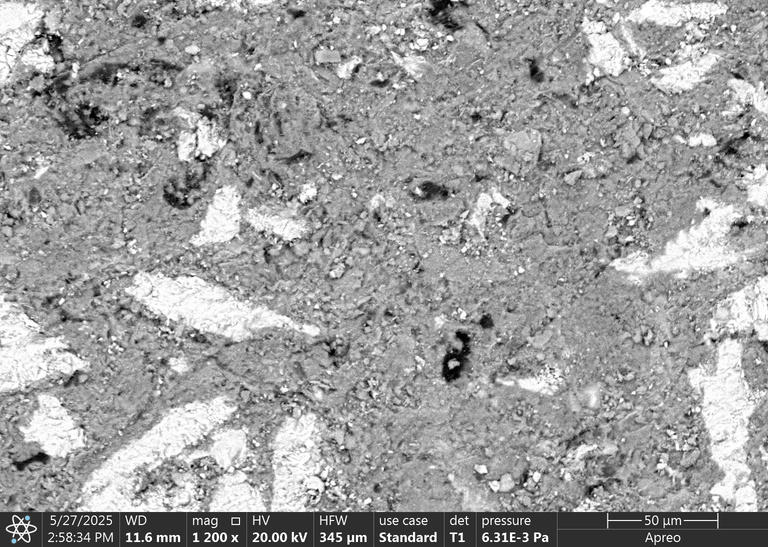 5/27/2025 WD mag HV HFW use case det pressure 50 µm
2:58:34 PM 11.6 mm 1 200 x 20.00 kV 345 µm Standard T1 6.31E-3 Pa Apreo